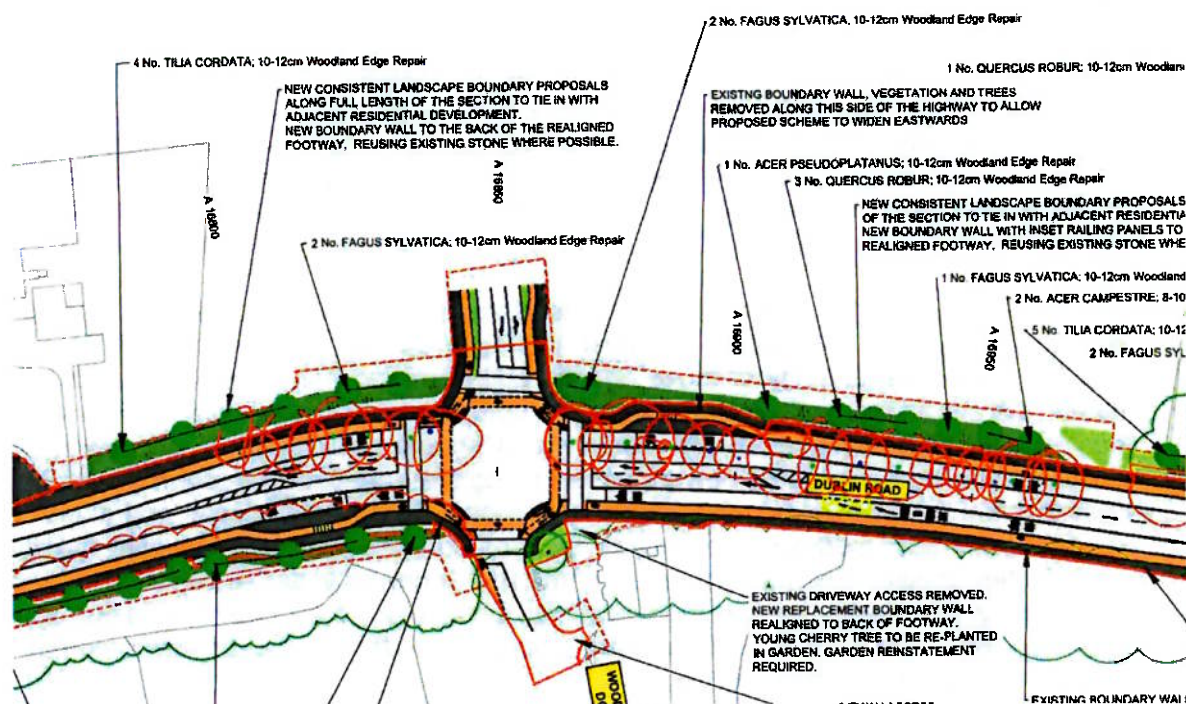 2 No. FAGUS SYLVATICA, 10-12cm Woodland Edge Repair
4 No. TILIA CORDATA; 10-12cm Woodland Edge Repair
1 No. QUERCUS ROBUR; 10-12cm Woodlan
NEW CONSISTENT LANDSCAPE BOUNDARY PROPOSALS
ALONG FULL LENGTH OF THE SECTION TO TIE IN WITH
ADJACENT RESIDENTIAL DEVELOPMENT.
NEW BOUNDARY WALL TO THE BACK OF THE REALIGNED
FOOTWAY, REUSING EXISTING STONE WHERE POSSIBLE.
EXISTNG BOUNDARY WALL, VEGETATION AND TREES
REMOVED ALONG THIS SIDE OF THE HIGHWAY TO ALLOW
PROPOSED SCHEME TO WIDEN EASTWARDS
1 No. ACER PSEUDOPLATANUS; 10-12cm Woodland Edge Repair
3 No. QUERCUS ROBUR; 10-12cm Woodland Edge Repair
A 16800
A 16850
NEW CONSISTENT LANDSCAPE BOUNDARY PROPOSALS
OF THE SECTION TO TIE IN WITH ADJACENT RESIDENTIA
NEW BOUNDARY WALL WITH INSET RAILING PANELS TO
REALIGNED FOOTWAY. REUSING EXISTING STONE WHE
2 No. FAGUS SYLVATICA; 10-12cm Woodland Edge Repair
1 No. FAGUS SYLVATICA; 10-12cm Woodland
2 No. ACER CAMPESTRE; 8-10
A 16900
A 16950
5 No. TILIA CORDATA; 10-12
2 No. FAGUS SYL
DUBLIN ROAD
EXISTING DRIVEWAY ACCESS REMOVED.
NEW REPLACEMENT BOUNDARY WALL
REALIGNED TO BACK OF FOOTWAY.
YOUNG CHERRY TREE TO BE RE-PLANTED
IN GARDEN. GARDEN REINSTATEMENT
REQUIRED.
WOO
EXISTING BOUNDARY WAL